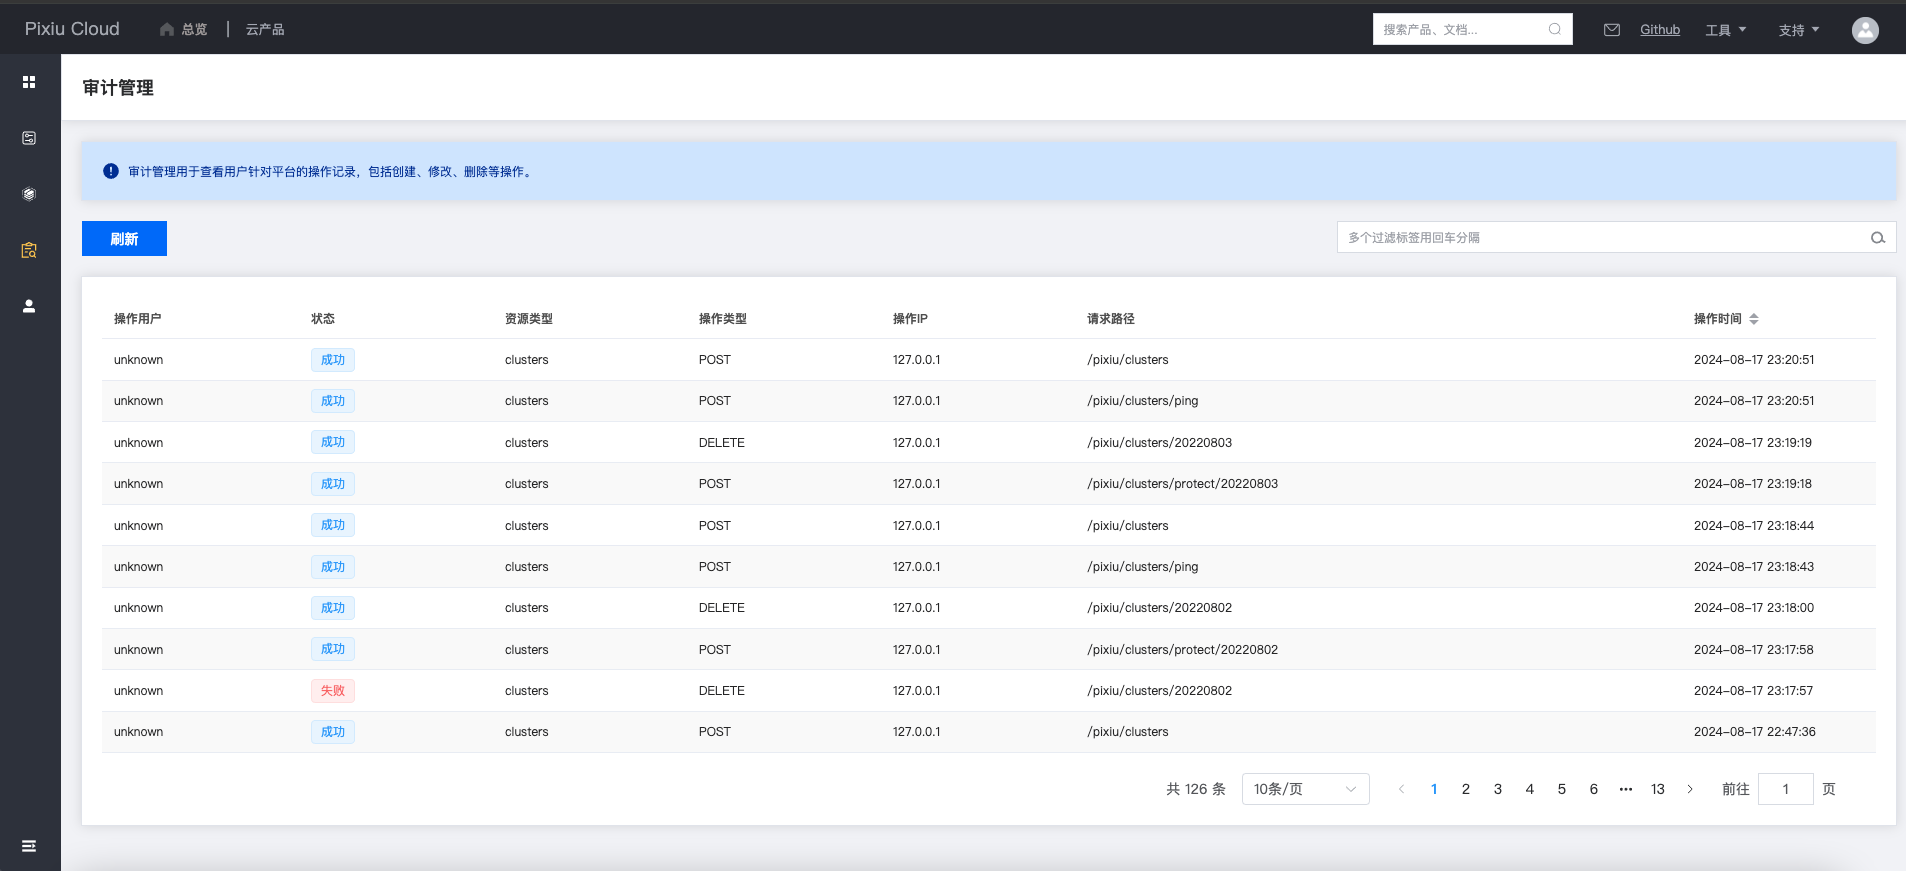 Pixiu Cloud 总览 云产品 搜索产品、文档... Github 工具 支持
审计管理
审计管理用于查看用户针对平台的操作记录，包括创建、修改、删除等操作。
刷新 多个过滤标签用回车分隔
操作用户 状态 资源类型 操作类型 操作IP 请求路径 操作时间
unknown 成功 clusters POST 127.0.0.1 /pixiu/clusters 2024-08-17 23:20:51
unknown 成功 clusters POST 127.0.0.1 /pixiu/clusters/ping 2024-08-17 23:20:51
unknown 成功 clusters DELETE 127.0.0.1 /pixiu/clusters/20220803 2024-08-17 23:19:19
unknown 成功 clusters POST 127.0.0.1 /pixiu/clusters/protect/20220803 2024-08-17 23:19:18
unknown 成功 clusters POST 127.0.0.1 /pixiu/clusters 2024-08-17 23:18:44
unknown 成功 clusters POST 127.0.0.1 /pixiu/clusters/ping 2024-08-17 23:18:43
unknown 成功 clusters DELETE 127.0.0.1 /pixiu/clusters/20220802 2024-08-17 23:18:00
unknown 成功 clusters POST 127.0.0.1 /pixiu/clusters/protect/20220802 2024-08-17 23:17:58
unknown 失败 clusters DELETE 127.0.0.1 /pixiu/clusters/20220802 2024-08-17 23:17:57
unknown 成功 clusters POST 127.0.0.1 /pixiu/clusters 2024-08-17 22:47:36
共 126 条 10条/页 1 2 3 4 5 6 ••• 13 前往 1 页